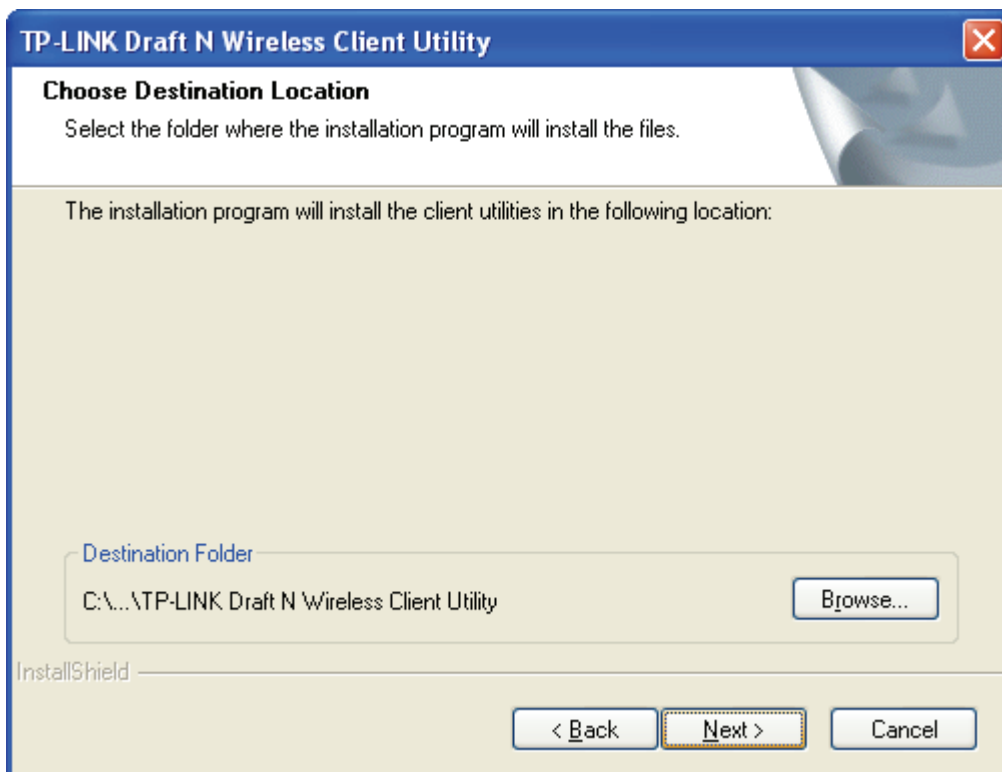 TP-LINK Draft N Wireless Client Utility
Choose Destination Location
Select the folder where the installation program will install the files.
The installation program will install the client utilities in the following location:
Destination Folder
C:\...\TP-LINK Draft N Wireless Client Utility
Browse...
InstallShield
< Back
Next >
Cancel